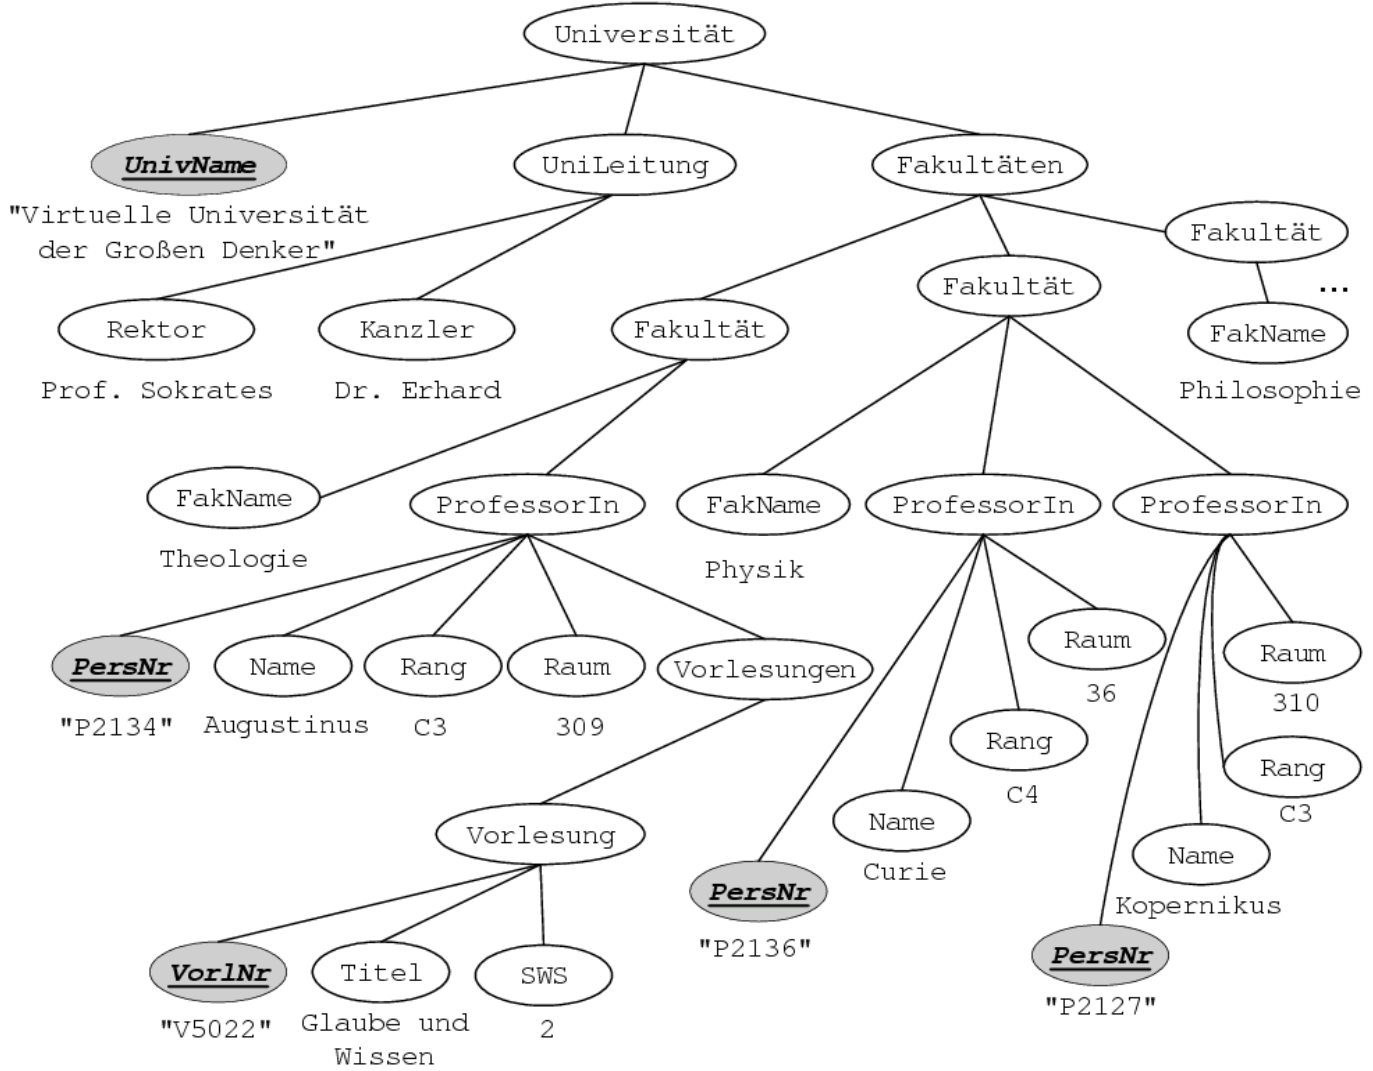 Universität
UnivName
UniLeitung
Fakultäten
"Virtuelle Universität
der Großen Denker"
Fakultät
Fakultät
...
Rektor
Kanzler
Fakultät
FakName
Prof. Sokrates
Dr. Erhard
Philosophie
FakName
ProfessorIn
FakName
ProfessorIn
ProfessorIn
Theologie
Physik
PersNr
Name
Rang
Raum
Vorlesungen
Raum
Raum
"P2134"
Augustinus
C3
309
36
310
Rang
Rang
C4
C3
Vorlesung
Name
Name
Curie
Kopernikus
PersNr
PersNr
"P2136"
"P2127"
VorlNr
Titel
SWS
"V5022"
Glaube und
Wissen
2